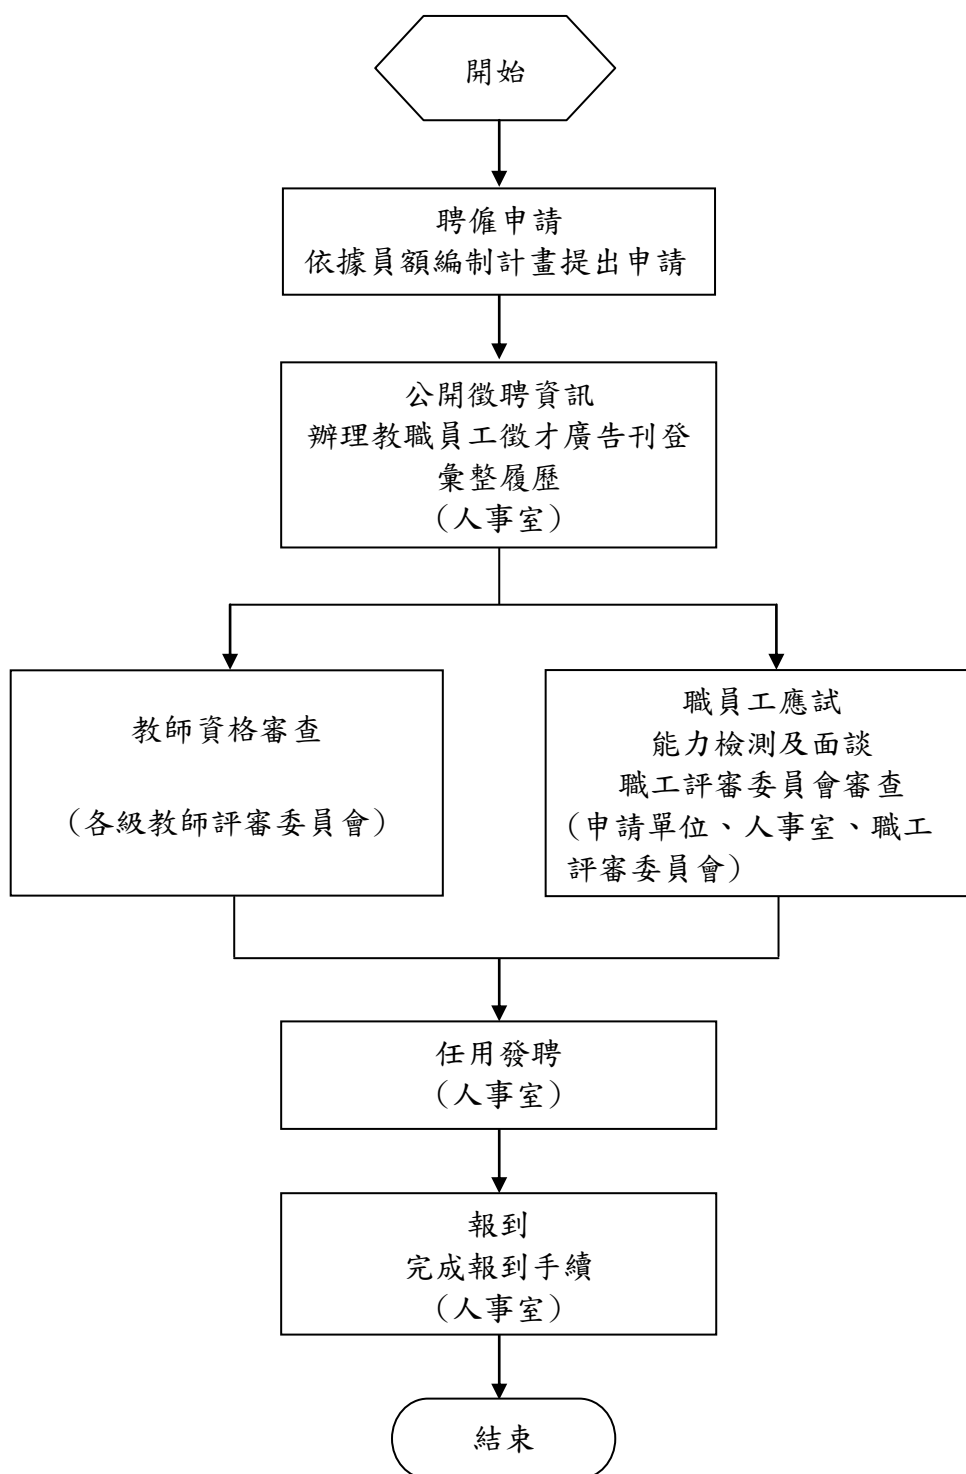 開始
聘僱申請
依據員額編制計畫提出申請
公開徵聘資訊
辦理教職員工徵才廣告刊登
彙整履歷
（人事室）
教師資格審查
（各級教師評審委員會）
職員工應試
能力檢測及面談
職工評審委員會審查
（申請單位、人事室、職工
評審委員會）
任用發聘
（人事室）
報到
完成報到手續
（人事室）
結束